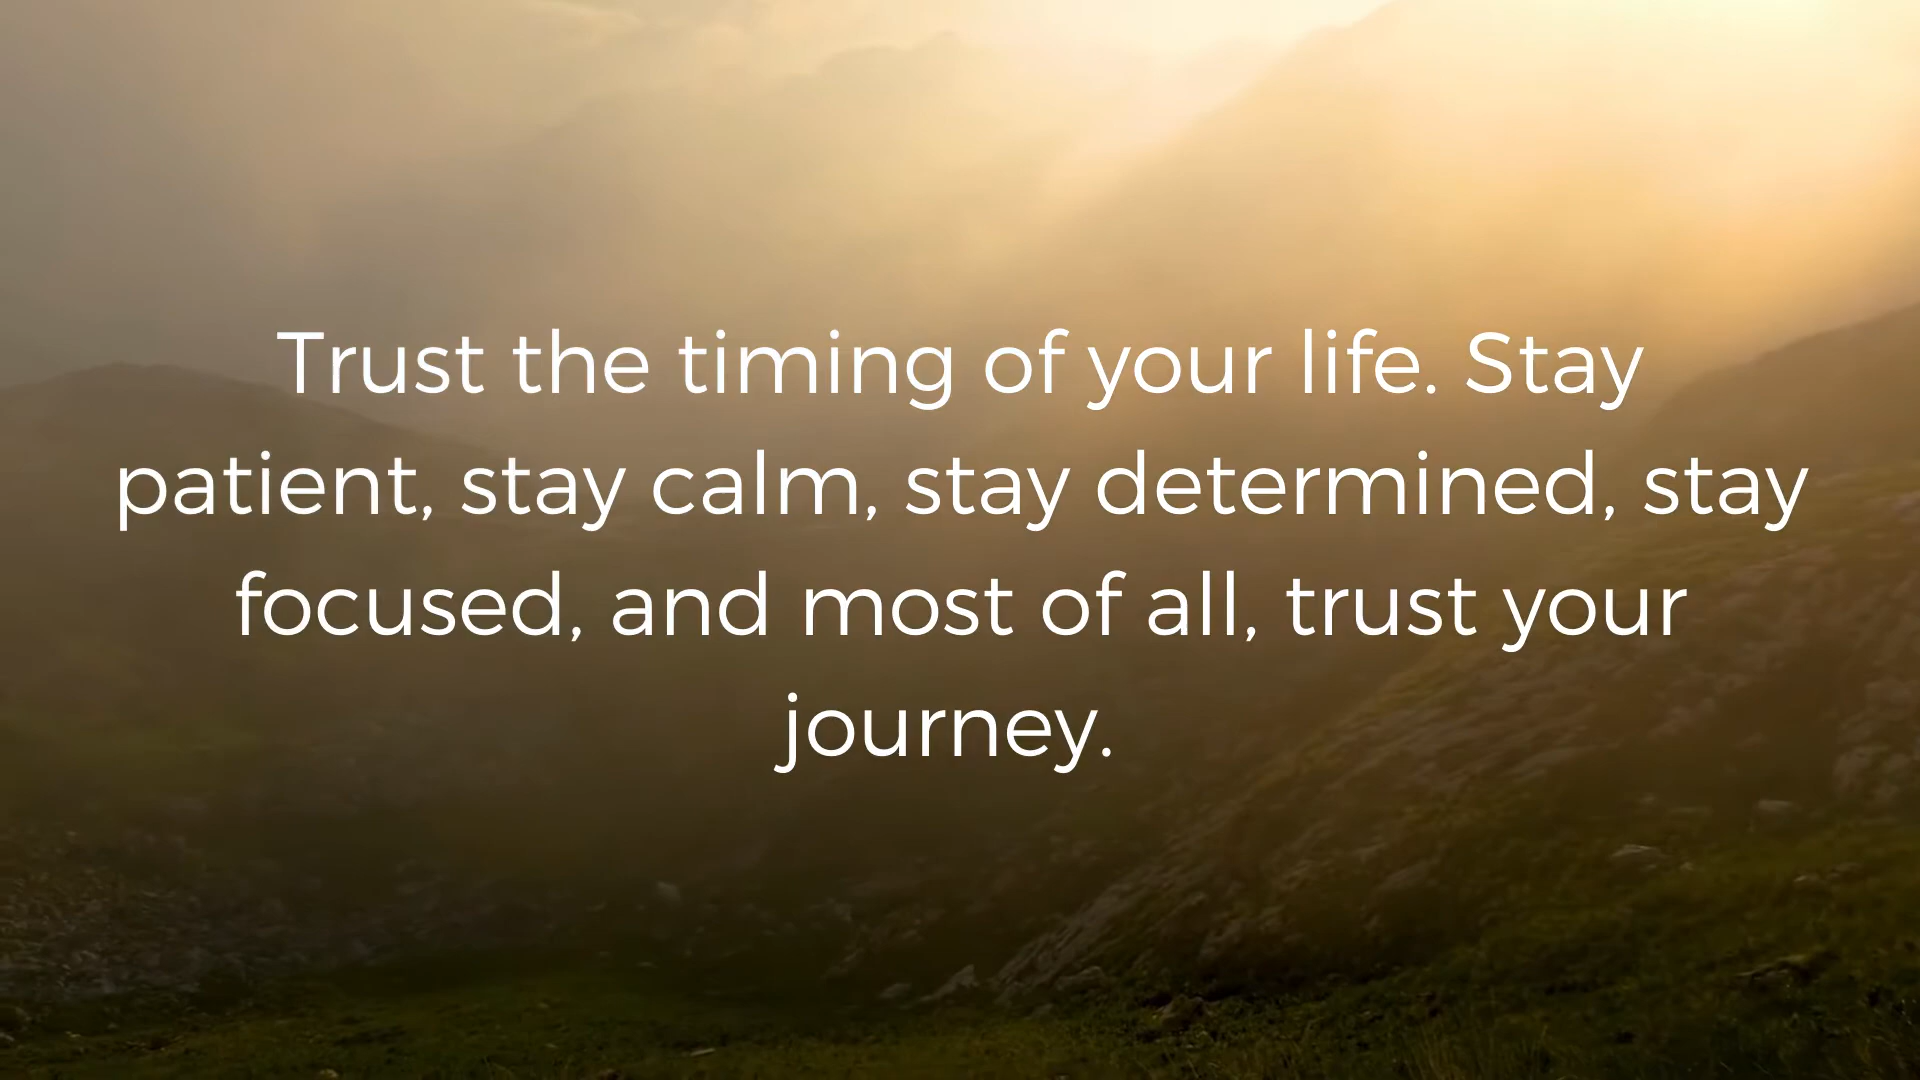 Trust the timing of your life. Stay
patient, stay calm, stay determined, stay
focused, and most of all, trust your
journey.